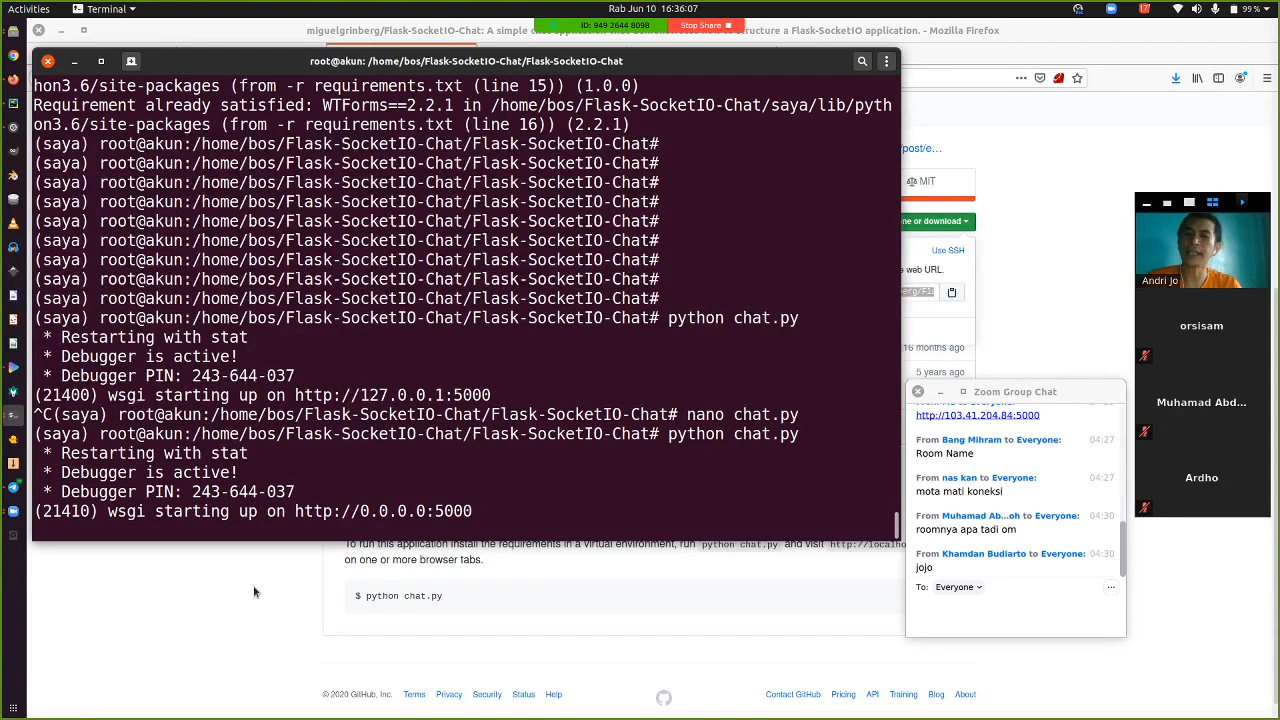 Activities
Terminal
Rab Jun 10 16:36:07
17
99 %
miguelgrinberg/Flask-SocketIO-Chat: A simple
structure a Flask-SocketIO application. - Mozilla Firefox
ID: 949 2644 8098
Stop Share
root@akun: /home/bos/Flask-SocketIO-Chat/Flask-SocketIO-Chat
hon3.6/site-packages (from -r requirements.txt (line 15)) (1.0.0)
Requirement already satisfied: WTForms==2.2.1 in /home/bos/Flask-SocketIO-Chat/saya/lib/pyth
on3.6/site-packages (from -r requirements.txt (line 16)) (2.2.1)
(saya) root@akun:/home/bos/Flask-SocketIO-Chat/Flask-SocketIO-Chat#
(saya) root@akun:/home/bos/Flask-SocketIO-Chat/Flask-SocketIO-Chat#
(saya) root@akun:/home/bos/Flask-SocketIO-Chat/Flask-SocketIO-Chat#
(saya) root@akun:/home/bos/Flask-SocketIO-Chat/Flask-SocketIO-Chat#
(saya) root@akun:/home/bos/Flask-SocketIO-Chat/Flask-SocketIO-Chat#
(saya) root@akun:/home/bos/Flask-SocketIO-Chat/Flask-SocketIO-Chat#
(saya) root@akun:/home/bos/Flask-SocketIO-Chat/Flask-SocketIO-Chat#
(saya) root@akun:/home/bos/Flask-SocketIO-Chat/Flask-SocketIO-Chat#
(saya) root@akun:/home/bos/Flask-SocketIO-Chat/Flask-SocketIO-Chat#
(saya) root@akun:/home/bos/Flask-SocketIO-Chat/Flask-SocketIO-Chat# python chat.py
* Restarting with stat
* Debugger is active!
* Debugger PIN: 243-644-037
(21400) wsgi starting up on http://127.0.0.1:5000
^C(saya) root@akun:/home/bos/Flask-SocketIO-Chat/Flask-SocketIO-Chat# nano chat.py
(saya) root@akun:/home/bos/Flask-SocketIO-Chat/Flask-SocketIO-Chat# python chat.py
* Restarting with stat
* Debugger is active!
* Debugger PIN: 243-644-037
(21410) wsgi starting up on http://0.0.0.0:5000
/post/e…
MIT
ne or download
Use SSH
e web URL.
16 months ago
5 years ago
To run this application install the requirements in a virtual environment, run python chat.py and visit http://localho
on one or more browser tabs.
$ python chat.py
© 2020 GitHub, Inc.
Terms
Privacy
Security
Status
Help
Contact GitHub
Pricing
API
Training
Blog
About
Andri Jo
orsisam
Muhamad Abd...
Ardho
Zoom Group Chat
http://103.41.204.84:5000
From Bang Mihram to Everyone: 04:27
Room Name
From nas kan to Everyone: 04:27
mota mati koneksi
From Muhamad Ab...oh to Everyone: 04:30
roomnya apa tadi om
From Khamdan Budiarto to Everyone: 04:30
jojo
To: Everyone